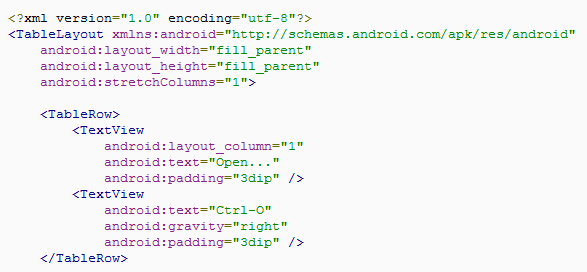 <?xml version="1.0" encoding="utf-8"?>
<TableLayout xmlns:android="http://schemas.android.com/apk/res/android"
    android:layout_width="fill_parent"
    android:layout_height="fill_parent"
    android:stretchColumns="1">

    <TableRow>
        <TextView
            android:layout_column="1"
            android:text="Open..."
            android:padding="3dip" />
        <TextView
            android:text="Ctrl-O"
            android:gravity="right"
            android:padding="3dip" />
    </TableRow>